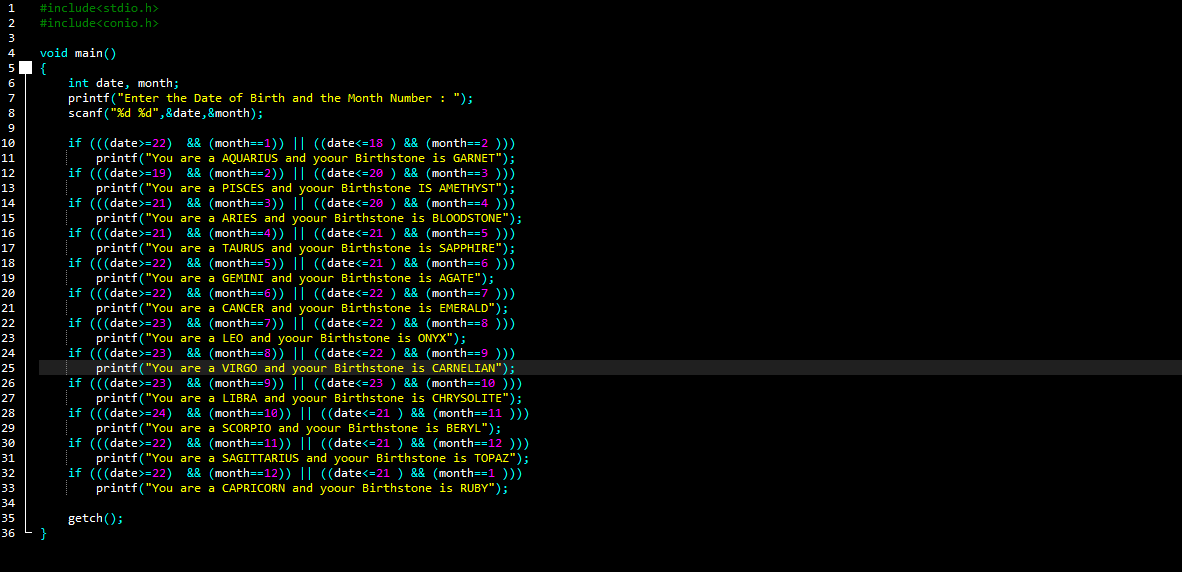 1 #include<stdio.h>
2 #include<conio.h>
3
4 void main()
5 {
6     int date, month;
7     printf("Enter the Date of Birth and the Month Number : ");
8     scanf("%d %d",&date,&month);
9
10     if (((date>=22)  && (month==1)) || ((date<=18 ) && (month==2 )))
11         printf("You are a AQUARIUS and yoour Birthstone is GARNET");
12     if (((date>=19)  && (month==2)) || ((date<=20 ) && (month==3 )))
13         printf("You are a PISCES and yoour Birthstone IS AMETHYST");
14     if (((date>=21)  && (month==3)) || ((date<=20 ) && (month==4 )))
15         printf("You are a ARIES and yoour Birthstone is BLOODSTONE");
16     if (((date>=21)  && (month==4)) || ((date<=21 ) && (month==5 )))
17         printf("You are a TAURUS and yoour Birthstone is SAPPHIRE");
18     if (((date>=22)  && (month==5)) || ((date<=21 ) && (month==6 )))
19         printf("You are a GEMINI and yoour Birthstone is AGATE");
20     if (((date>=22)  && (month==6)) || ((date<=22 ) && (month==7 )))
21         printf("You are a CANCER and yoour Birthstone is EMERALD");
22     if (((date>=23)  && (month==7)) || ((date<=22 ) && (month==8 )))
23         printf("You are a LEO and yoour Birthstone is ONYX");
24     if (((date>=23)  && (month==8)) || ((date<=22 ) && (month==9 )))
25         printf("You are a VIRGO and yoour Birthstone is CARNELIAN");
26     if (((date>=23)  && (month==9)) || ((date<=23 ) && (month==10 )))
27         printf("You are a LIBRA and yoour Birthstone is CHRYSOLITE");
28     if (((date>=24)  && (month==10)) || ((date<=21 ) && (month==11 )))
29         printf("You are a SCORPIO and yoour Birthstone is BERYL");
30     if (((date>=22)  && (month==11)) || ((date<=21 ) && (month==12 )))
31         printf("You are a SAGITTARIUS and yoour Birthstone is TOPAZ");
32     if (((date>=22)  && (month==12)) || ((date<=21 ) && (month==1 )))
33         printf("You are a CAPRICORN and yoour Birthstone is RUBY");
34
35     getch();
36 }